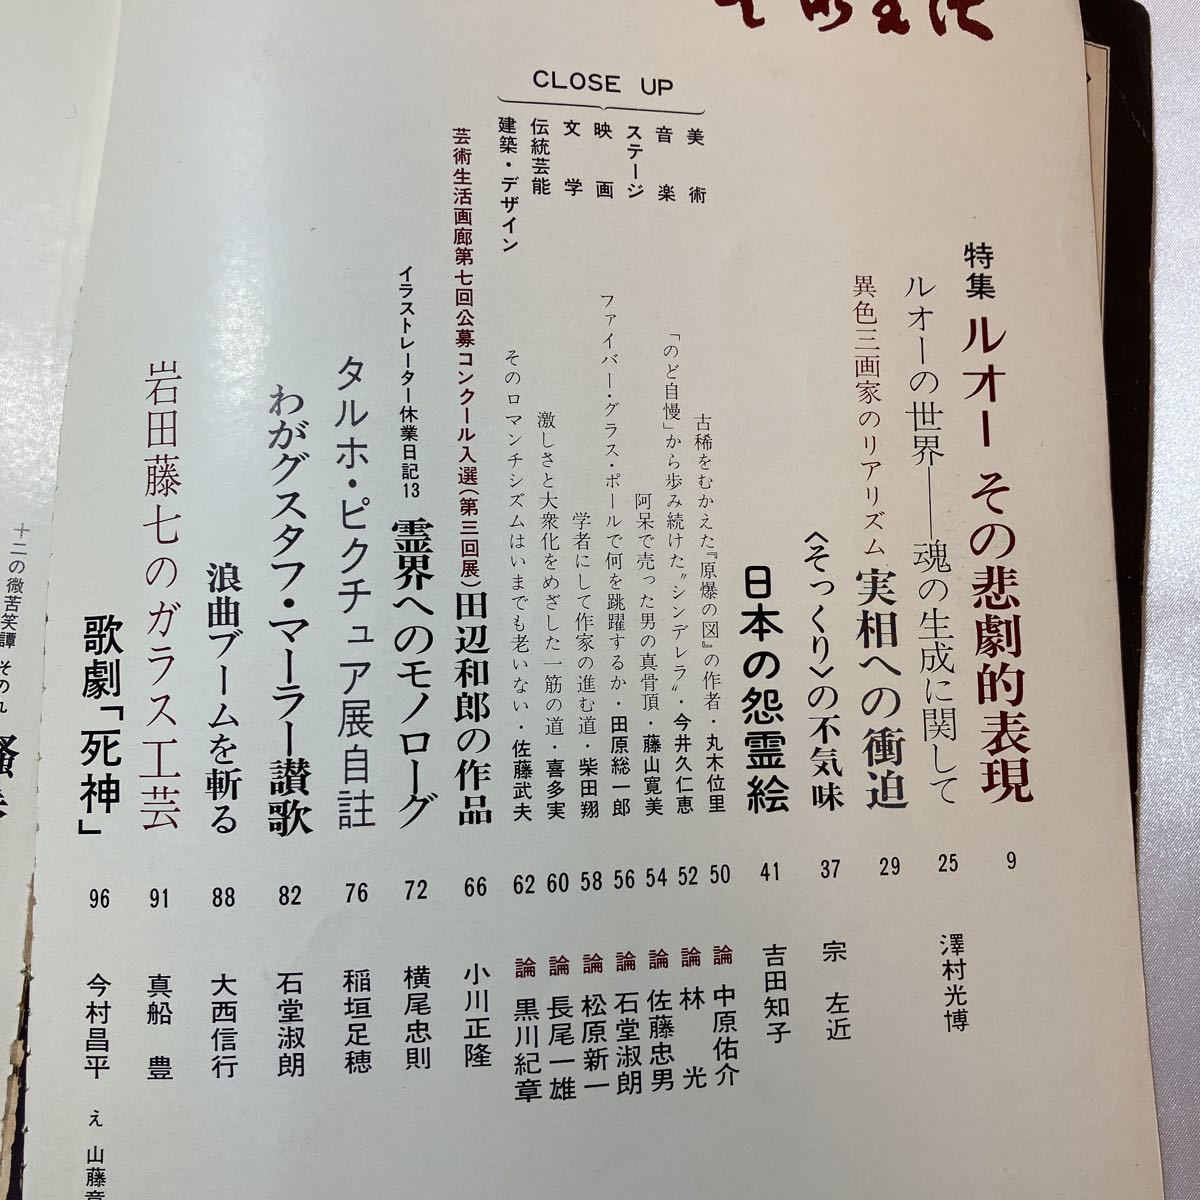 特集 ルオー その悲劇的表現 9
ルオーの世界――魂の生成に関して 25 澤村光博
異色三画家のリアリズム 実相への衝迫 29
〈そっくり〉の不気味 37 宗 左近
日本の怨霊絵 41 吉田知子
CLOSE UP
美術 古稀をむかえた『原爆の図』の作者・丸木位里 50 論 中原佑介
音楽 「のど自慢」から歩み続けた〝シンデレラ〟・今井久仁恵 52 論 林 光
ステージ 阿呆で売った男の真骨頂・藤山寛美 54 論 佐藤忠男
映画 ファイバー・グラス・ポールで何を跳躍するか・田原総一郎 56 論 石堂淑朗
文学 学者にして作家の進む道・柴田翔 58 論 松原新一
伝統芸能 激しさと大衆化をめざした一筋の道・喜多実 60 論 長尾一雄
建築・デザイン そのロマンチシズムはいまでも老いない・佐藤武夫 62 論 黒川紀章
芸術生活画廊第七回公募コンクール入選(第三回展) 田辺和郎の作品 66 小川正隆
イラストレーター休業日記13 霊界へのモノローグ 72 横尾忠則
タルホ・ピクチュア展自註 76 稲垣足穂
わがグスタフ・マーラー讃歌 82 石堂淑朗
浪曲ブームを斬る 88 大西信行
岩田藤七のガラス工芸 91 真船 豊
歌劇「死神」 96 今村昌平 え 山藤章
十二の微苦笑譚 その九